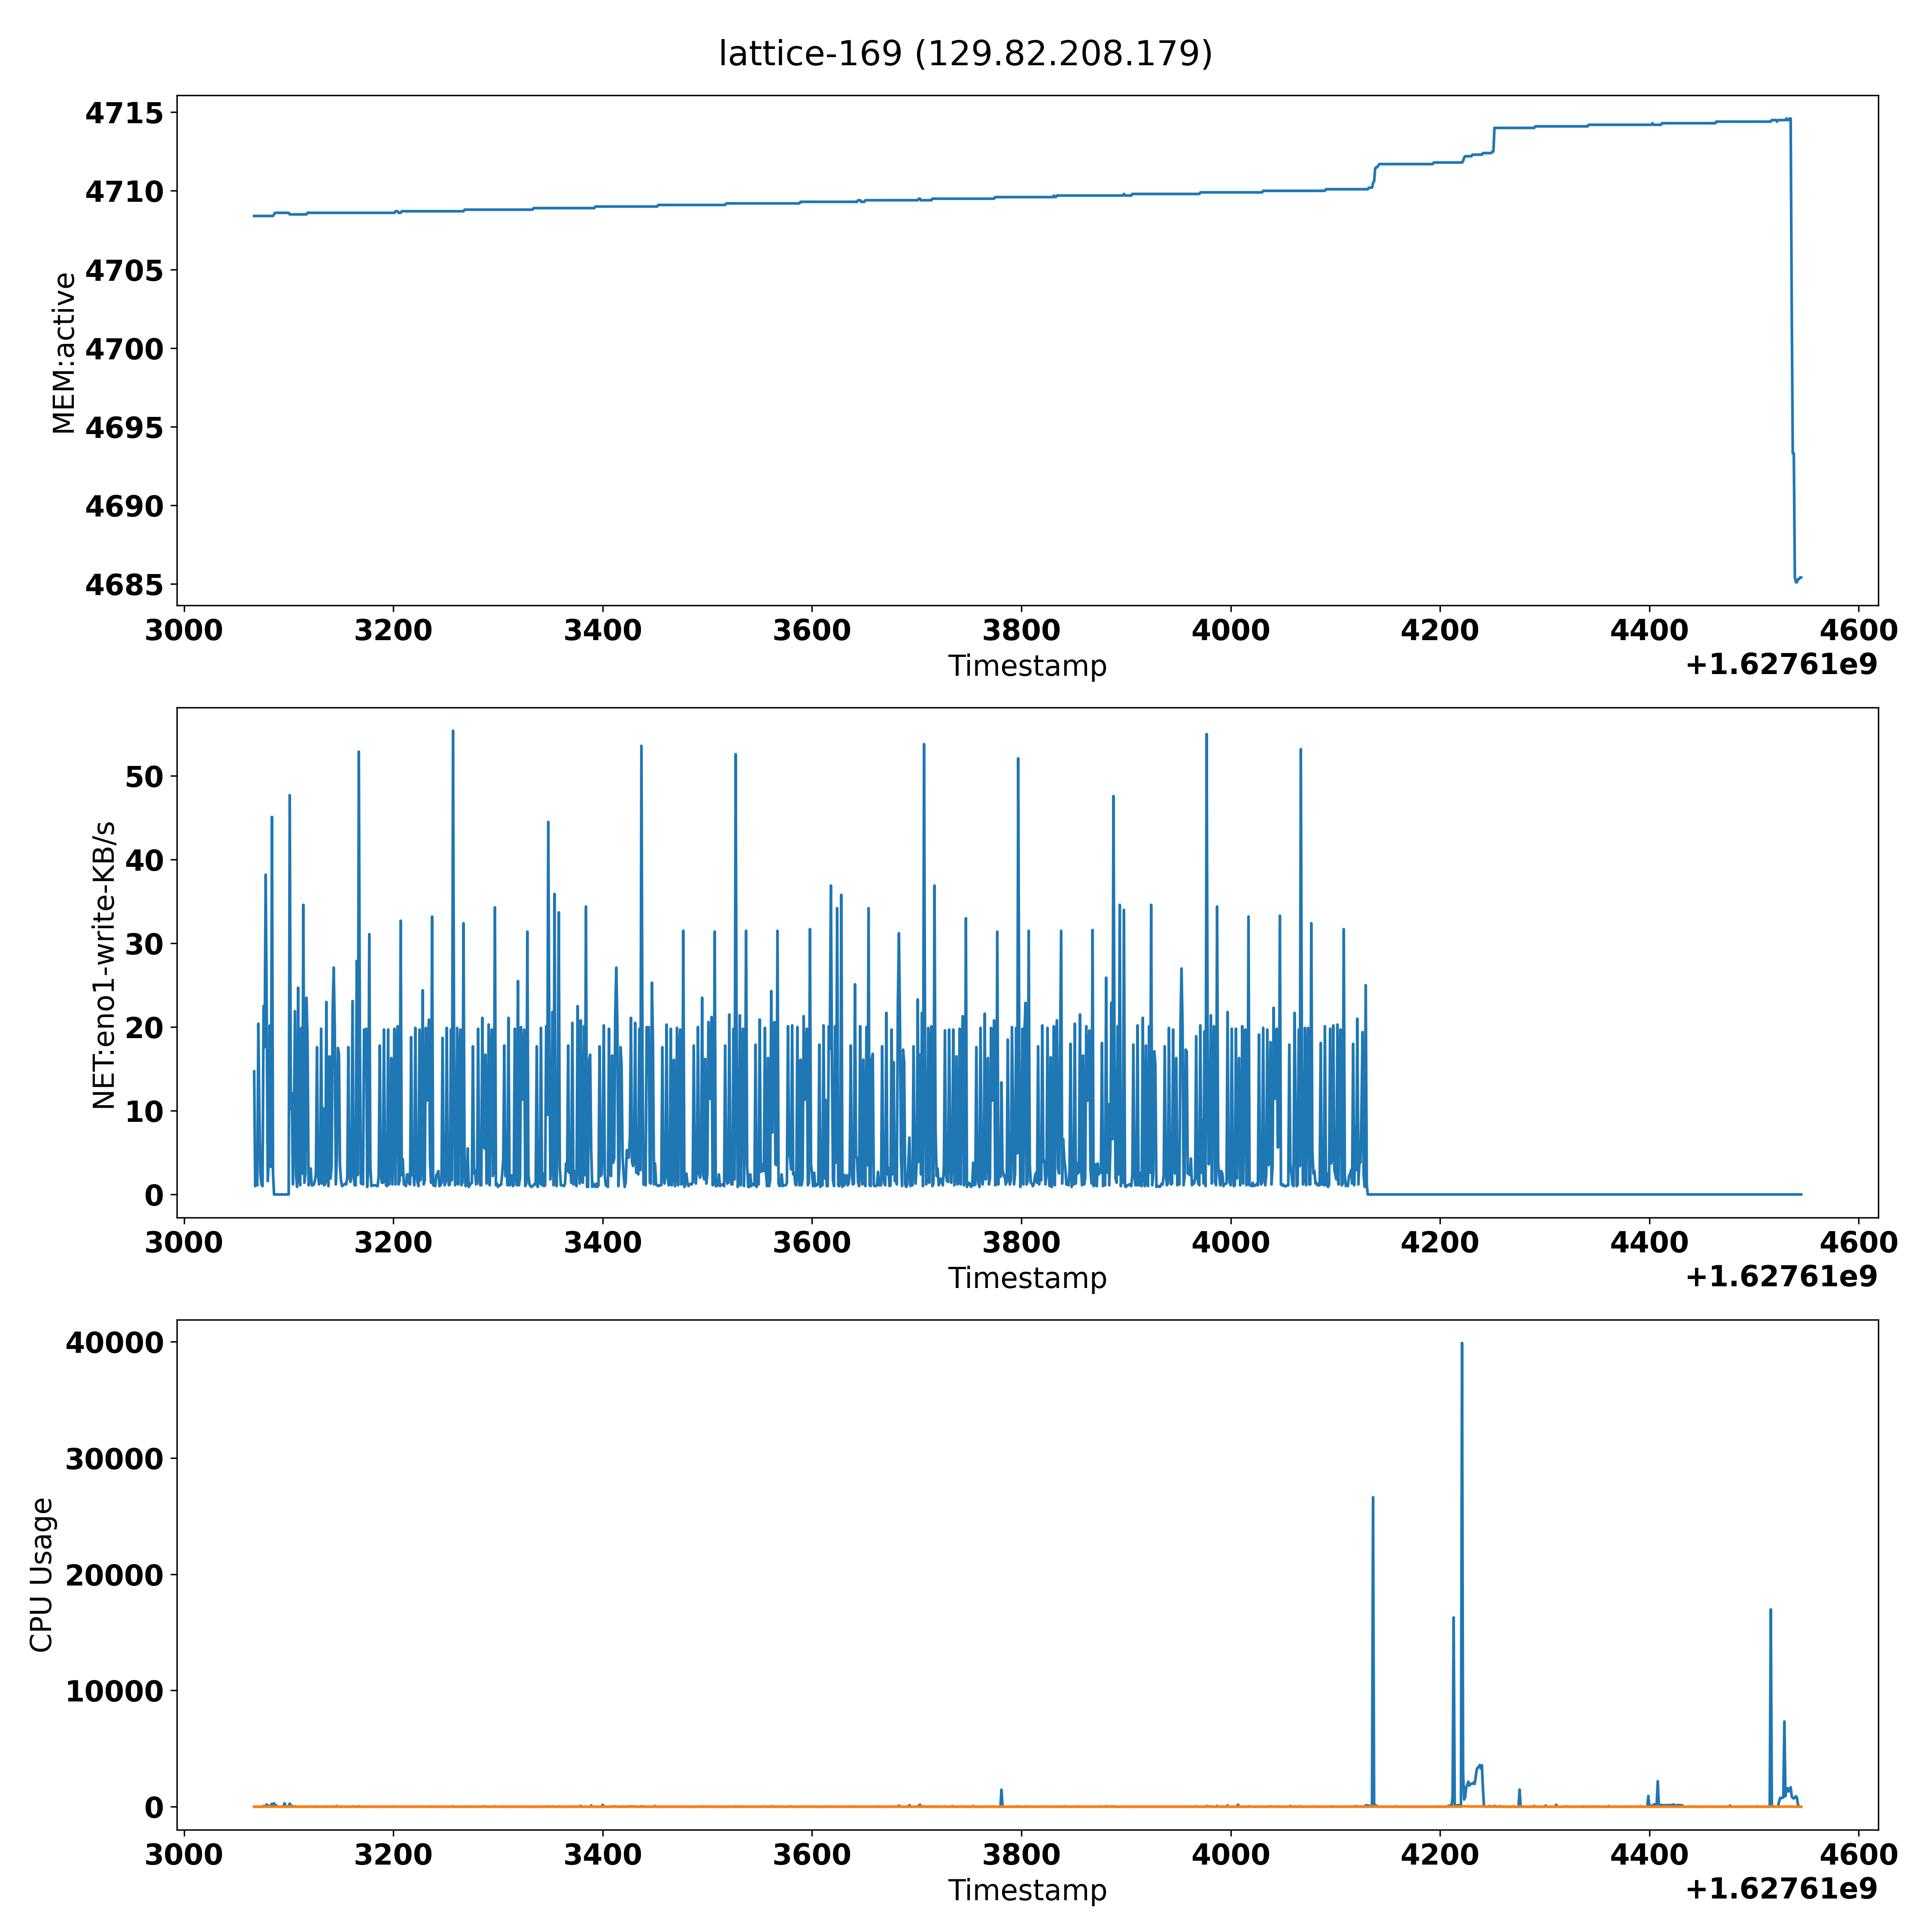 lattice-169 (129.82.208.179)
4715
4710
4705
4700
4695
4690
4685
MEM:active
3000 3200 3400 3600 3800 4000 4200 4400 4600
Timestamp
+1.62761e9
50
40
30
20
10
0
NET:eno1-write-KB/s
3000 3200 3400 3600 3800 4000 4200 4400 4600
Timestamp
+1.62761e9
40000
30000
20000
10000
0
CPU Usage
3000 3200 3400 3600 3800 4000 4200 4400 4600
Timestamp
+1.62761e9